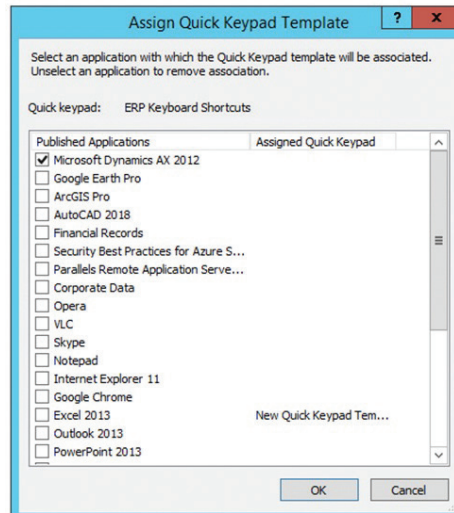 Assign Quick Keypad Template
?
x
Select an application with which the Quick Keypad template will be associated.
Unselect an application to remove association.
Quick keypad: ERP Keyboard Shortcuts
Published Applications Assigned Quick Keypad
Microsoft Dynamics AX 2012
Google Earth Pro
ArcGIS Pro
AutoCAD 2018
Financial Records
Security Best Practices for Azure S...
Parallels Remote Application Serve...
Corporate Data
Opera
VLC
Skype
Notepad
Internet Explorer 11
Google Chrome
Excel 2013 New Quick Keypad Tem...
Outlook 2013
PowerPoint 2013
OK Cancel